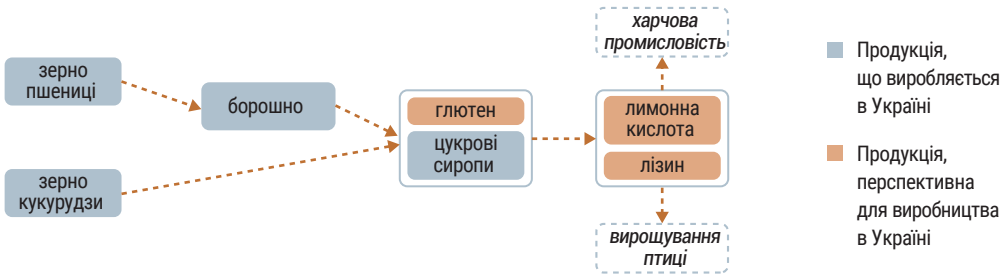 зерно
пшениці
борошно
зерно
кукурудзи
глютен
цукрові
сиропи
харчова
промисловість
лимонна
кислота
лізин
вирощування
птиці
Продукція,
що виробляється
в Україні
Продукція,
перспективна
для виробництва
в Україні